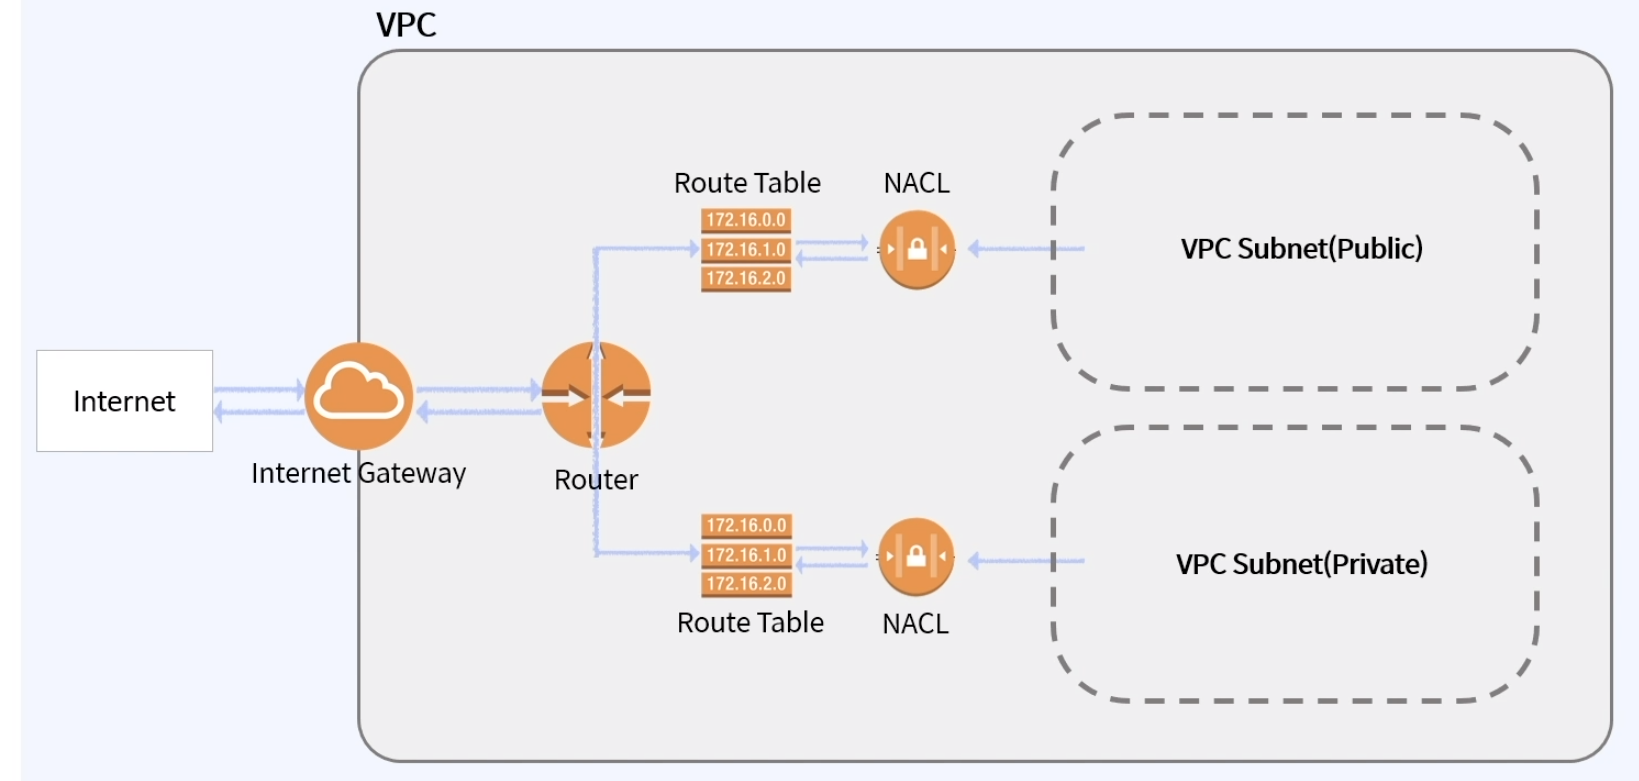 VPC
Route Table
NACL
172.16.0.0
172.16.1.0
172.16.2.0
VPC Subnet(Public)
Internet
Internet Gateway
Router
172.16.0.0
172.16.1.0
172.16.2.0
Route Table
NACL
VPC Subnet(Private)